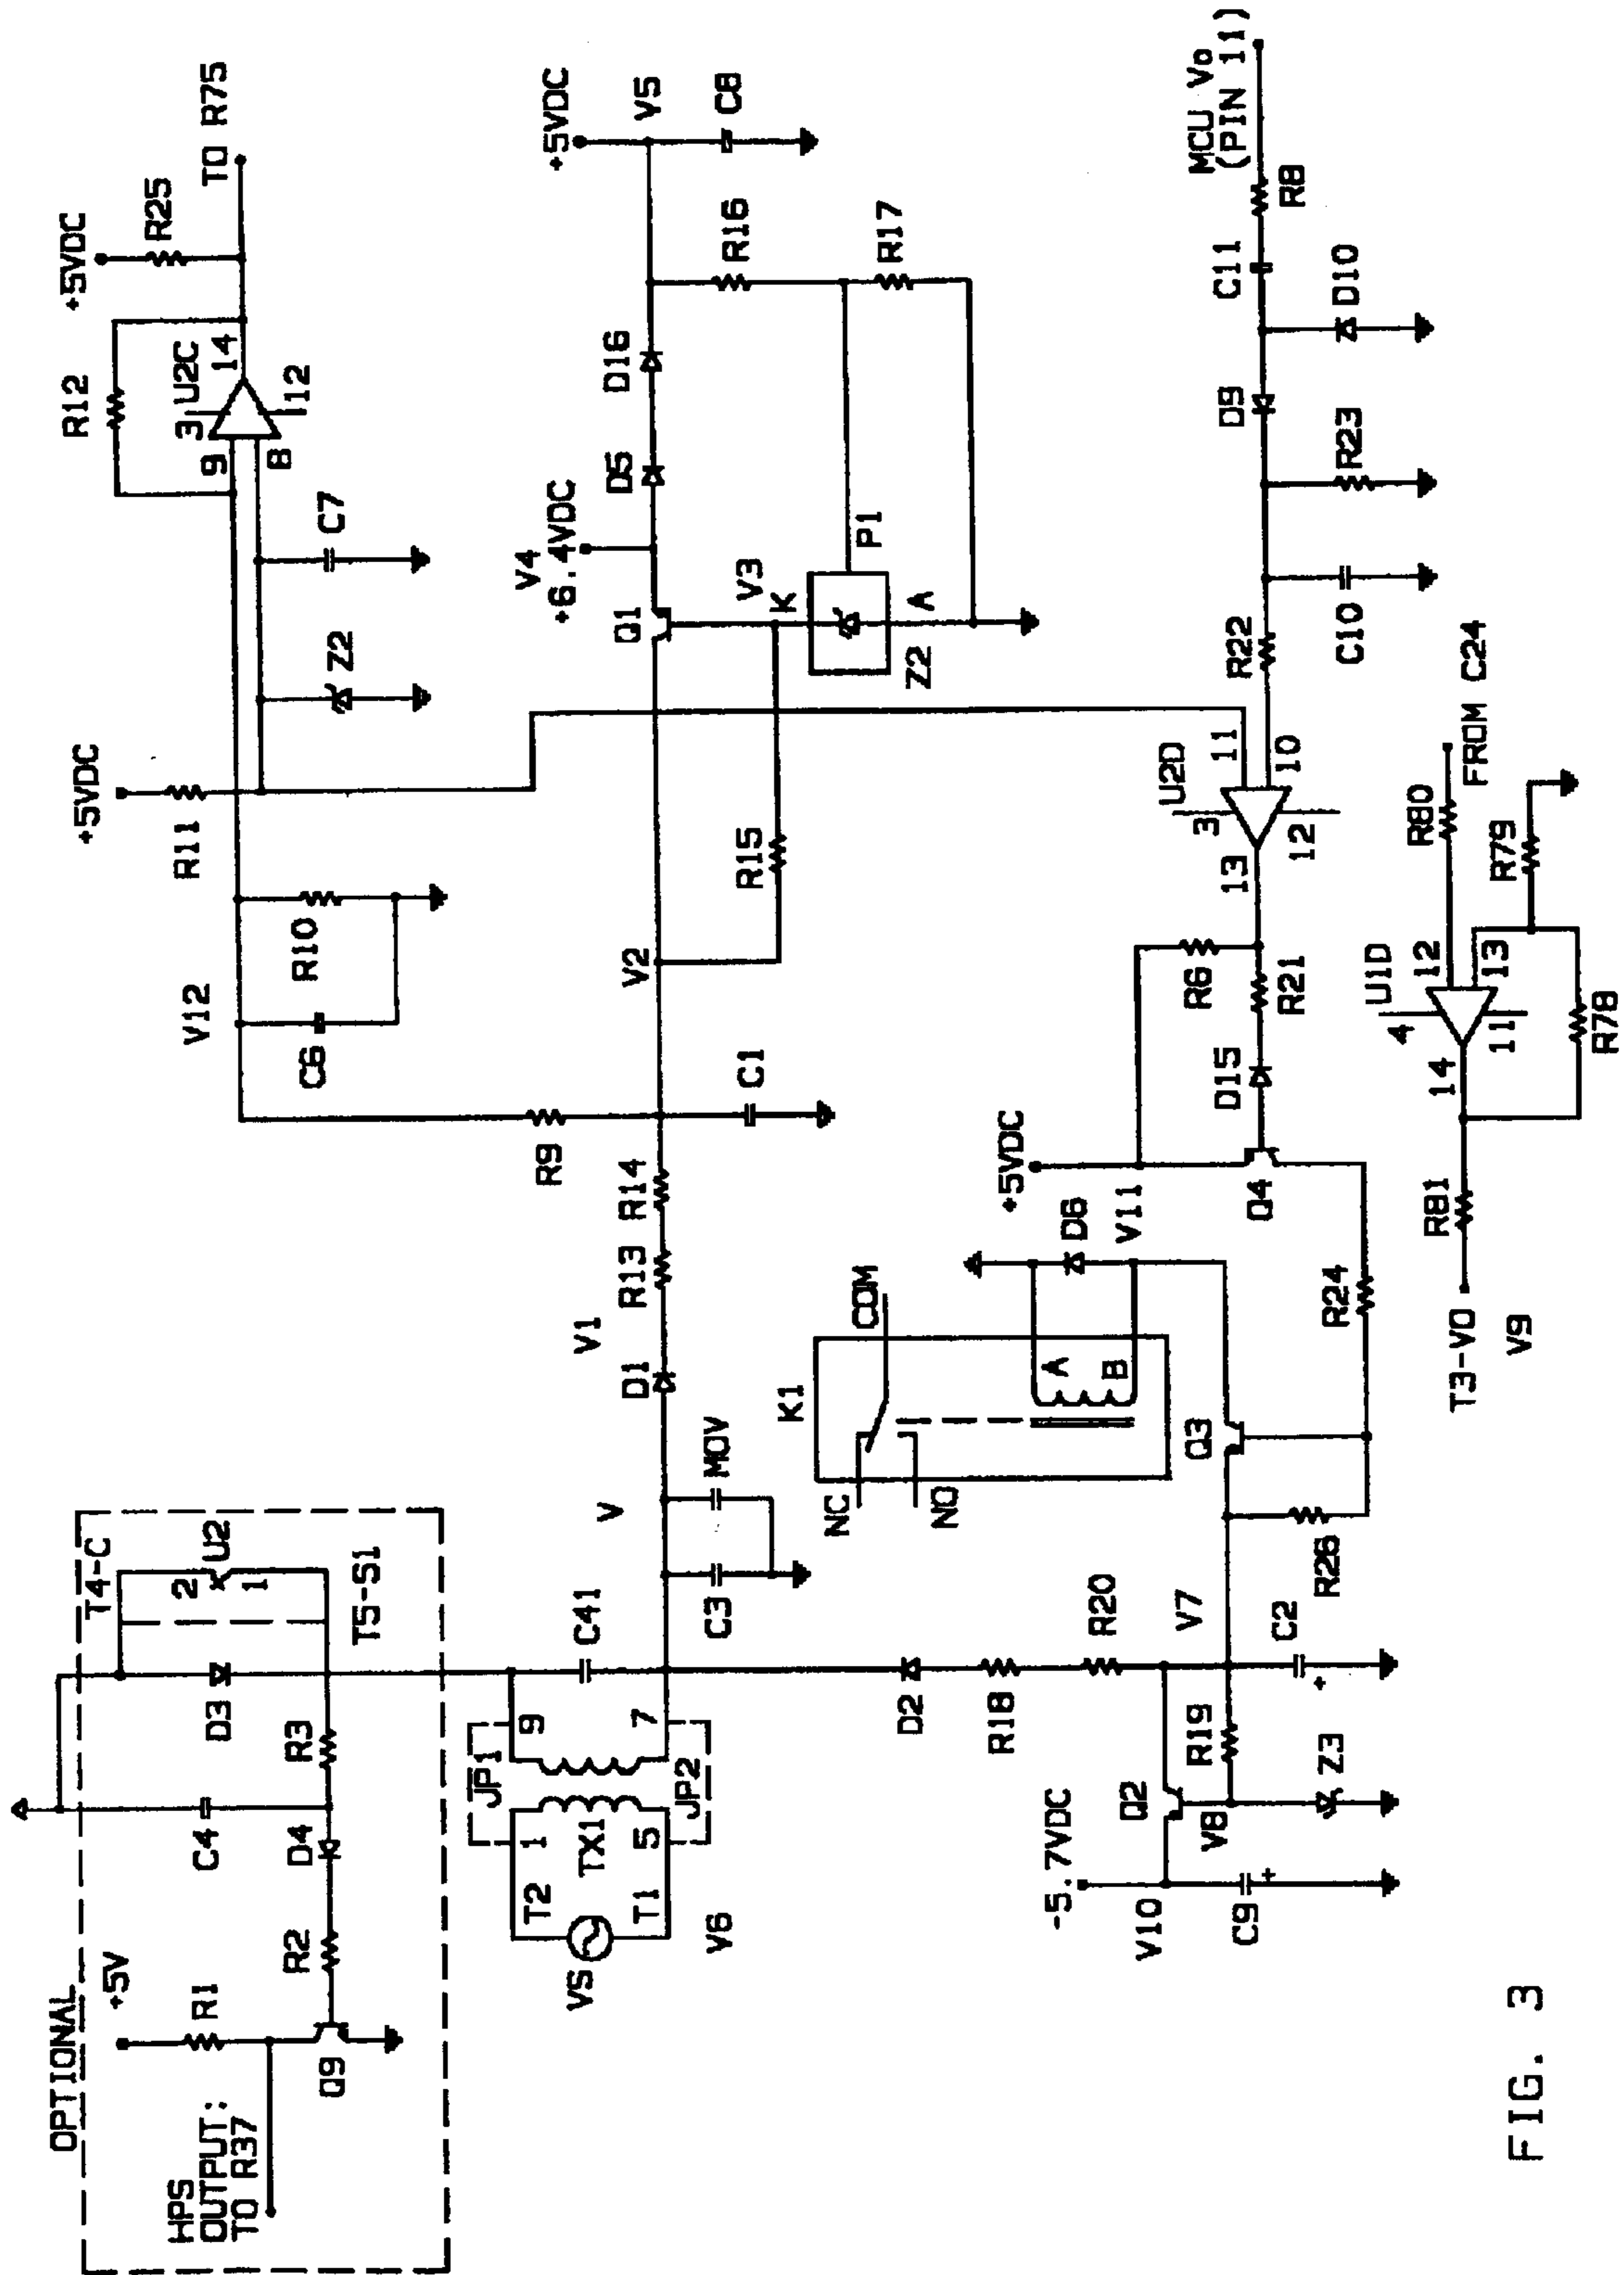 OPTIONAL
HPS
OUTPUT:
TO R37
+5V
R1
Q9
R2
D4
C4
R3
D3
T4-C
2
U2
1
T5-S1
JP1
9
T2
1
VS
TX1
T1
5
7
JP2
V6
C41
C3
MOV
V
D1
V1
R13
R14
R9
C1
V2
V12
C6
R10
R11
+5VDC
Z2
C7
9
8
3
U2C
14
12
R12
+5VDC
R25
TO R75
R15
Q1
V4
+6.4VDC
V3
K
P1
A
Z2
D5
D16
R16
R17
+5VDC
V5
C8
D2
R18
R20
V7
R19
C2
+
Z3
Q2
V8
-5.7VDC
V10
C9
+
R26
Q3
K1
NC
NO
COM
A
B
D6
+5VDC
V11
R24
Q4
D15
R21
R6
13
U2D
3
12
11
10
R22
C10
R23
D9
D10
C11
R8
MCU Vo
(PIN 11)
T3-VO
V9
R81
14
U1D
4
11
12
13
R78
R79
R80
FROM C24
FIG. 3